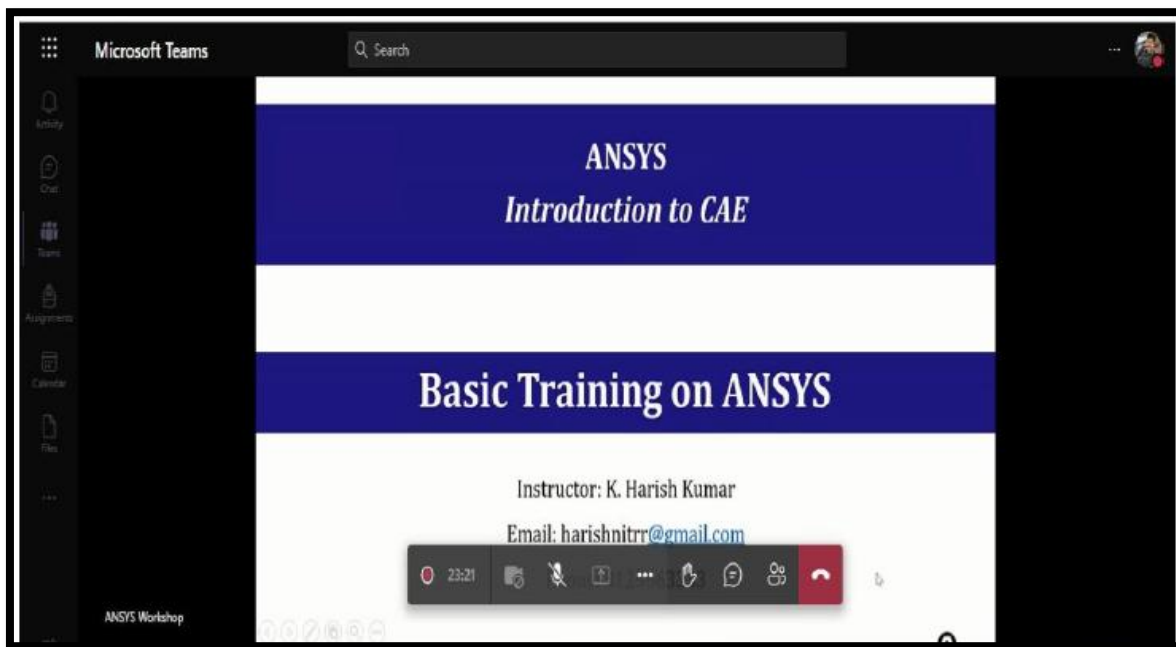 Microsoft Teams
Search
Activity
Chat
Teams
Assignments
Calendar
Files
ANSYS
Introduction to CAE
Basic Training on ANSYS
Instructor: K. Harish Kumar
Email: harishnitrr@gmail.com
23:21
ANSYS Workshop